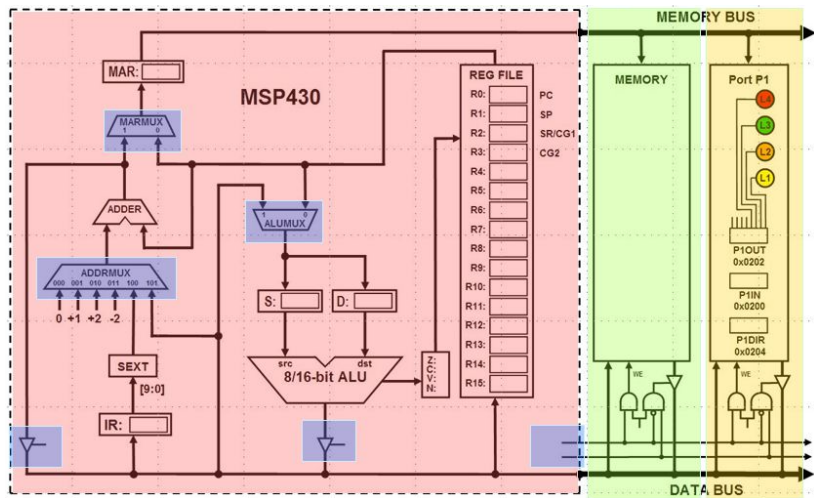 MEMORY BUS
MAR:
MSP430
REG FILE
MEMORY
Port P1
R0:
PC
R1:
SP
R2:
SR/CG1
R3:
CG2
R4:
R5:
R6:
R7:
R8:
R9:
R10:
R11:
R12:
R13:
R14:
R15:
L4
L3
L2
L1
MARMUX
1 0
ADDER
1 0
ALUMUX
ADDRMUX
000 001 010 011 100 101
0 +1 +2 -2
S:
D:
P1OUT
0x0202
P1IN
0x0200
P1DIR
0x0204
SEXT
[9:0]
IR:
src dst
8/16-bit ALU
Z:
C:
V:
N:
WE
WE
DATA BUS